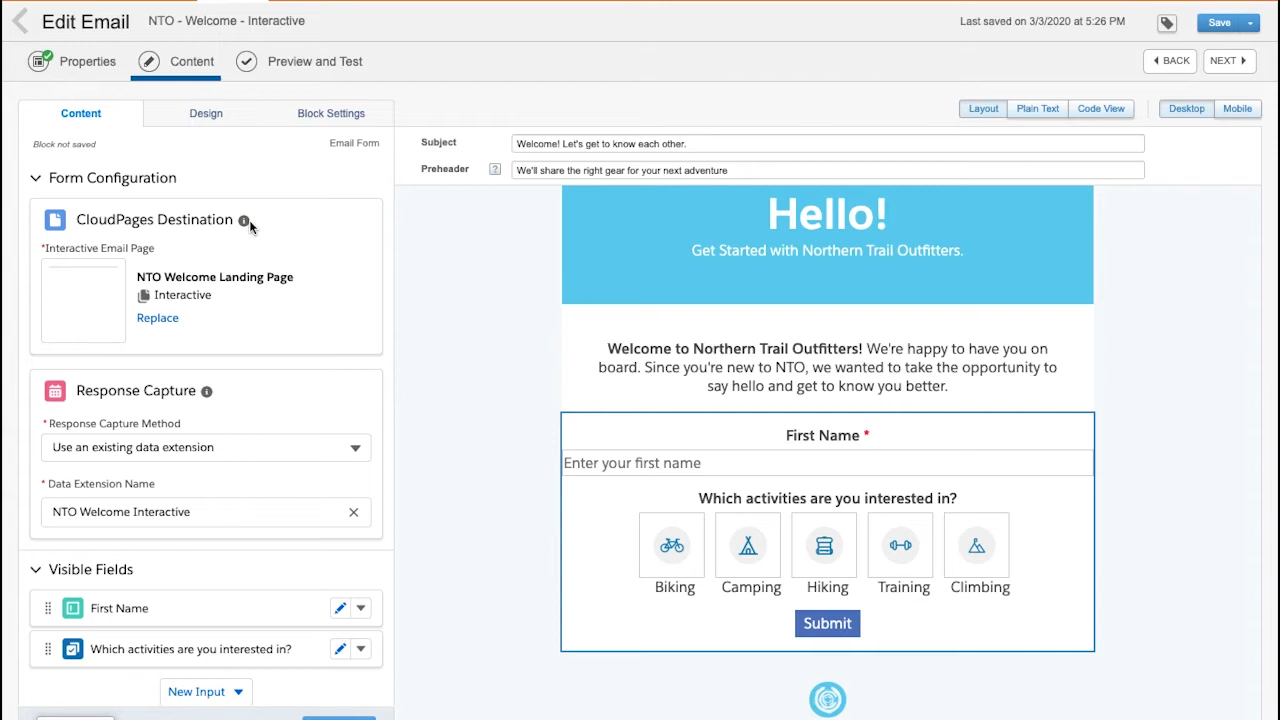 Edit Email
NTO - Welcome - Interactive
Last saved on 3/3/2020 at 5:26 PM
Save
Properties
Content
Preview and Test
BACK
NEXT
Content
Design
Block Settings
Layout
Plain Text
Code View
Desktop
Mobile
Block not saved
Email Form
Subject
Welcome! Let's get to know each other.
Preheader
?
We'll share the right gear for your next adventure
Form Configuration
CloudPages Destination
*Interactive Email Page
NTO Welcome Landing Page
Interactive
Replace
Response Capture
* Response Capture Method
Use an existing data extension
* Data Extension Name
NTO Welcome Interactive
Visible Fields
First Name
Which activities are you interested in?
New Input
Hello!
Get Started with Northern Trail Outfitters.
Welcome to Northern Trail Outfitters! We're happy to have you on
board. Since you're new to NTO, we wanted to take the opportunity to
say hello and get to know you better.
First Name *
Enter your first name
Which activities are you interested in?
Biking
Camping
Hiking
Training
Climbing
Submit